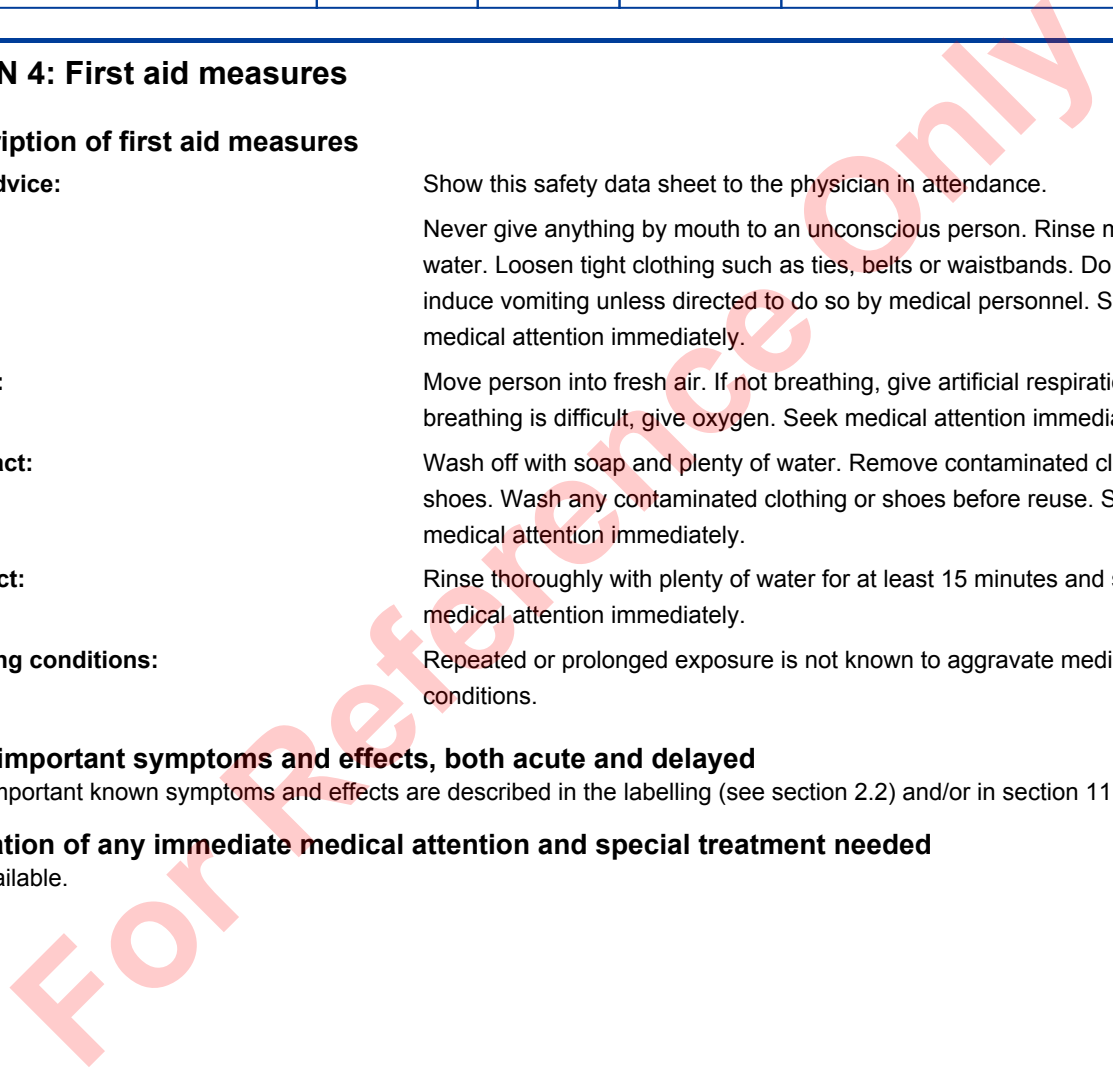 N 4: First aid measures
ription of first aid measures
dvice: Show this safety data sheet to the physician in attendance.
Never give anything by mouth to an unconscious person. Rinse m
water. Loosen tight clothing such as ties, belts or waistbands. Do
induce vomiting unless directed to do so by medical personnel. S
medical attention immediately.
: Move person into fresh air. If not breathing, give artificial respirati
breathing is difficult, give oxygen. Seek medical attention immedia
act: Wash off with soap and plenty of water. Remove contaminated cl
shoes. Wash any contaminated clothing or shoes before reuse. S
medical attention immediately.
ct: Rinse thoroughly with plenty of water for at least 15 minutes and s
medical attention immediately.
ng conditions: Repeated or prolonged exposure is not known to aggravate medi
conditions.
important symptoms and effects, both acute and delayed
mportant known symptoms and effects are described in the labelling (see section 2.2) and/or in section 11
ation of any immediate medical attention and special treatment needed
ailable.
For Reference Only